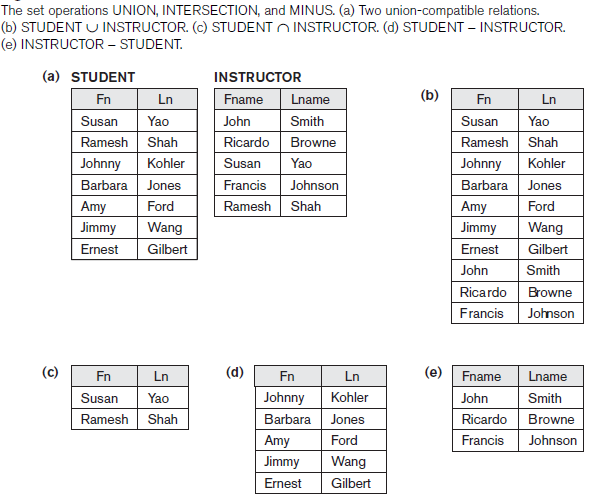 The set operations UNION, INTERSECTION, and MINUS. (a) Two union-compatible relations.
(b) STUDENT ∪ INSTRUCTOR. (c) STUDENT ∩ INSTRUCTOR. (d) STUDENT – INSTRUCTOR.
(e) INSTRUCTOR – STUDENT.
(a) STUDENT
Fn Ln
Susan Yao
Ramesh Shah
Johnny Kohler
Barbara Jones
Amy Ford
Jimmy Wang
Ernest Gilbert
INSTRUCTOR
Fname Lname
John Smith
Ricardo Browne
Susan Yao
Francis Johnson
Ramesh Shah
(b)
Fn Ln
Susan Yao
Ramesh Shah
Johnny Kohler
Barbara Jones
Amy Ford
Jimmy Wang
Ernest Gilbert
John Smith
Ricardo Browne
Francis Johnson
(c)
Fn Ln
Susan Yao
Ramesh Shah
(d)
Fn Ln
Johnny Kohler
Barbara Jones
Amy Ford
Jimmy Wang
Ernest Gilbert
(e)
Fname Lname
John Smith
Ricardo Browne
Francis Johnson